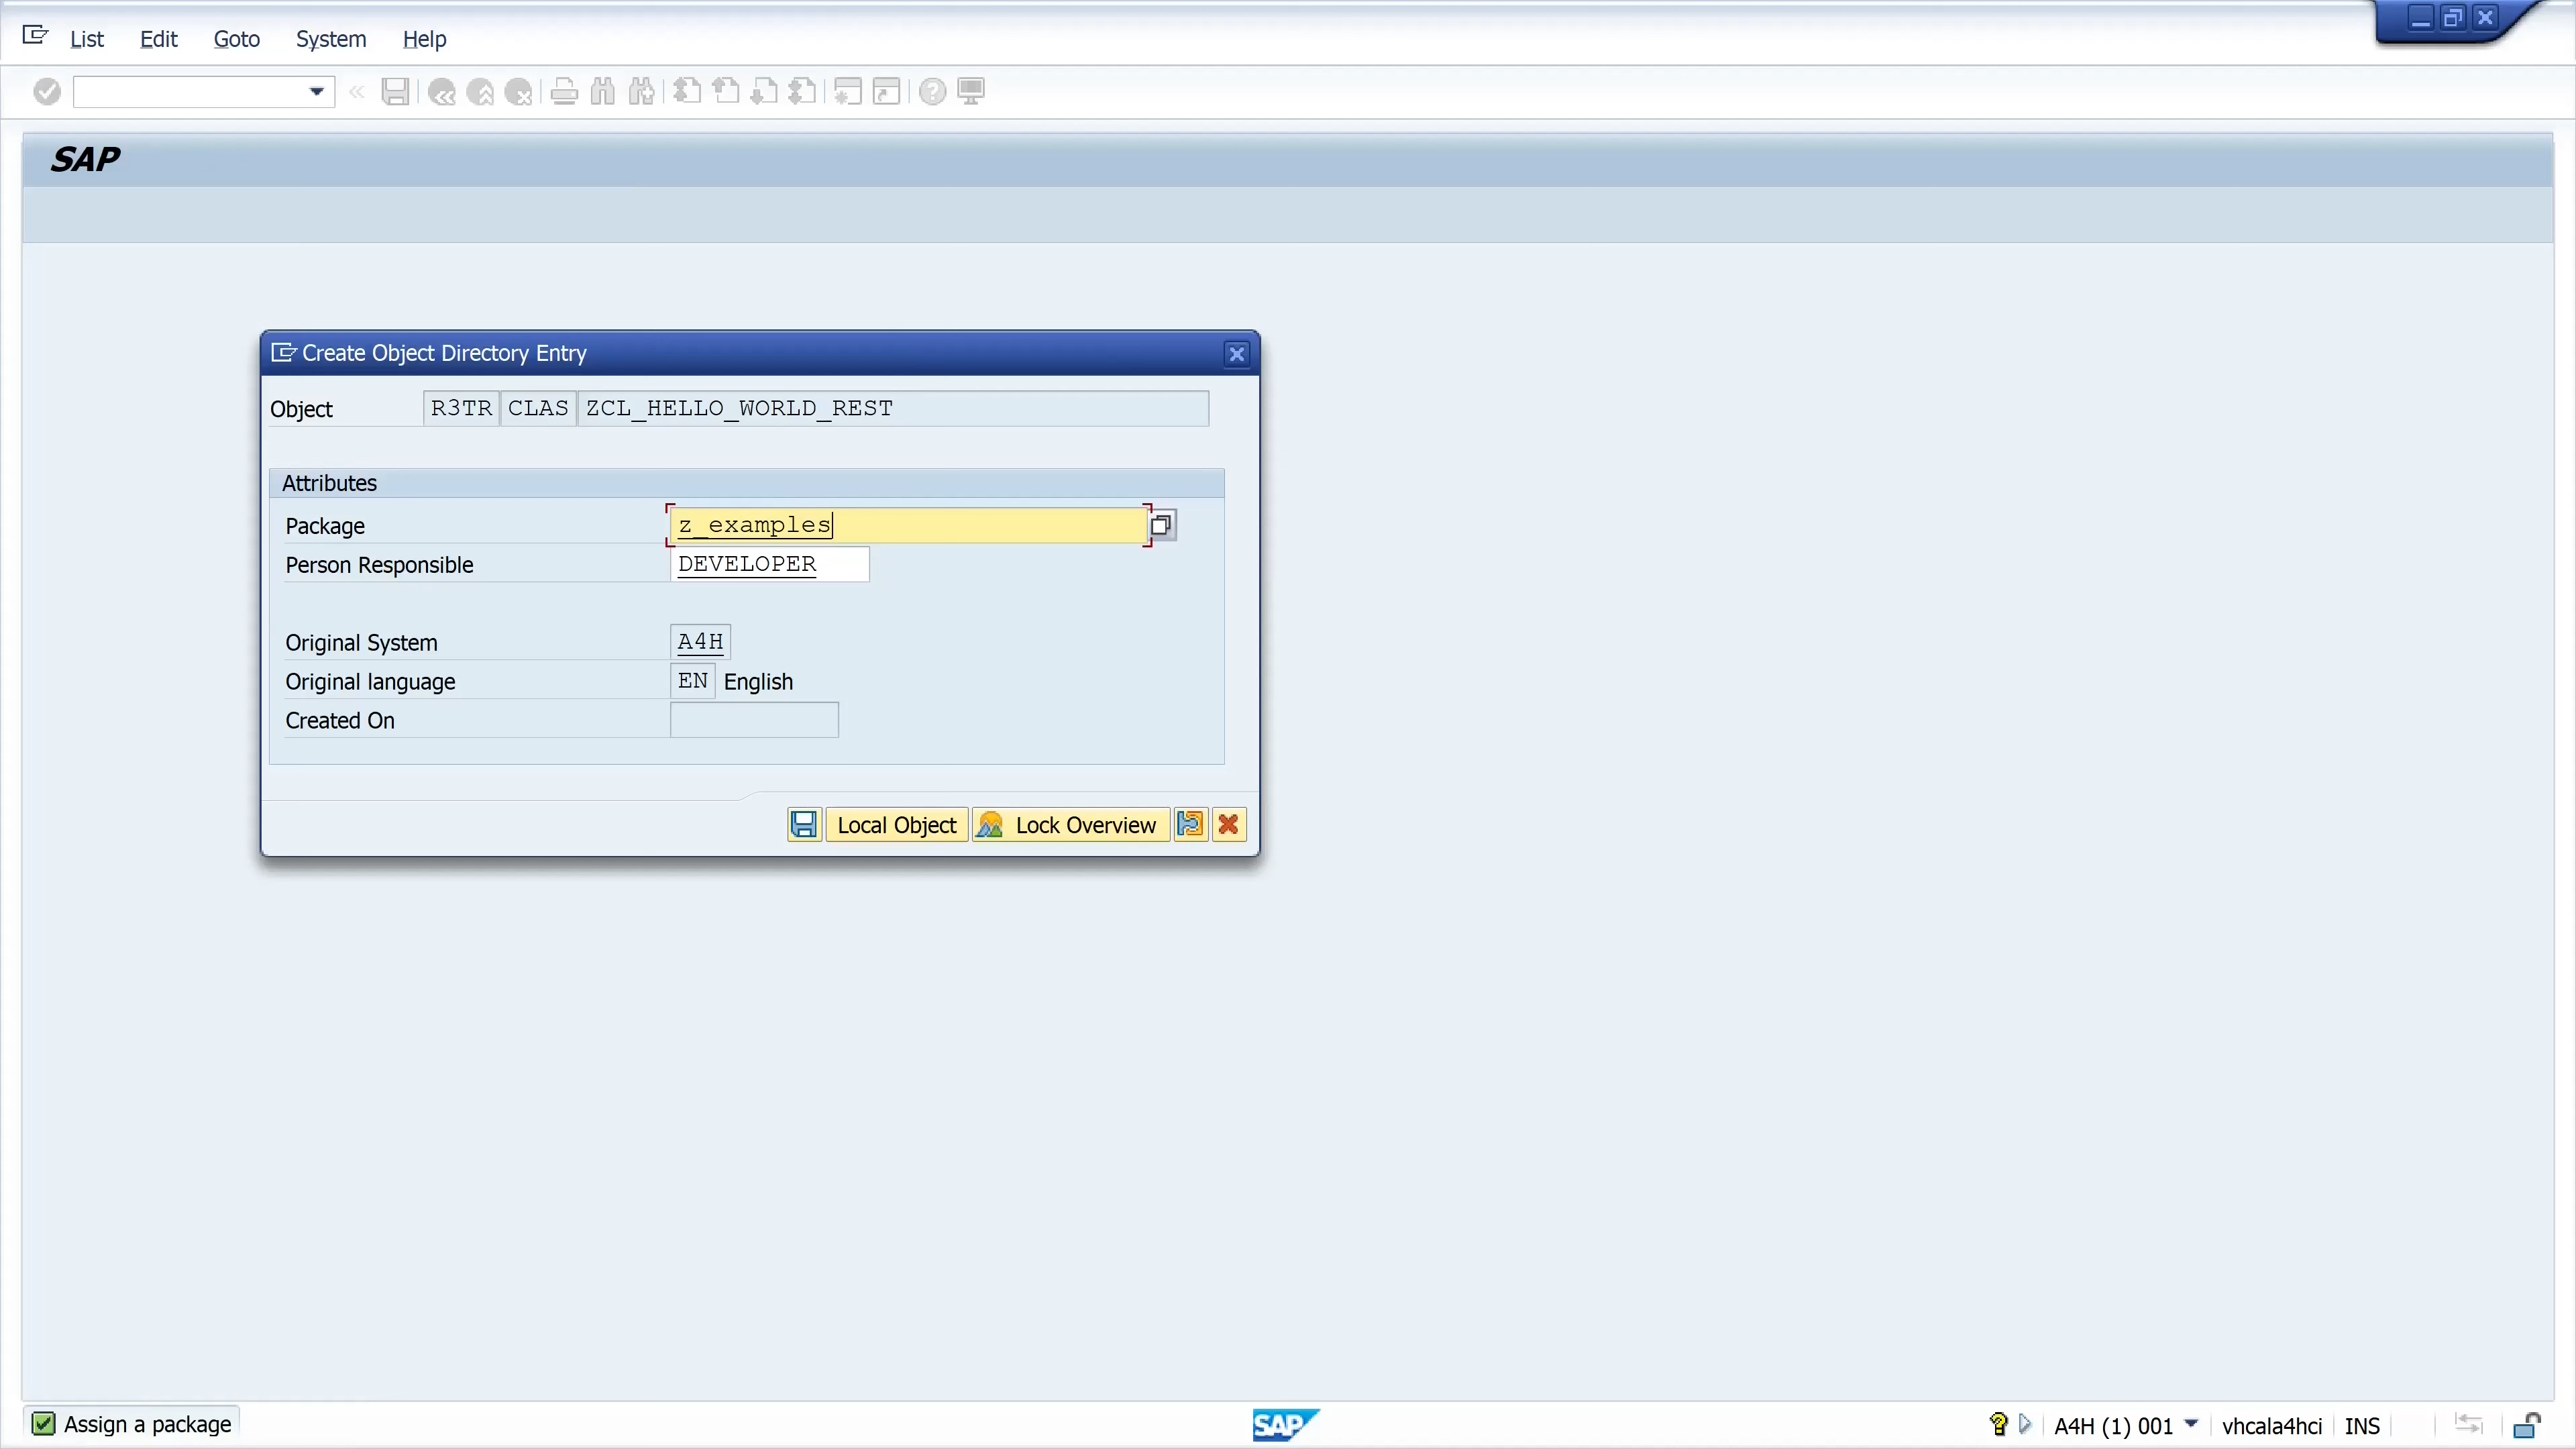 List Edit Goto System Help
SAP
Create Object Directory Entry
Object R3TR CLAS ZCL_HELLO_WORLD_REST
Attributes
Package z_examples
Person Responsible DEVELOPER
Original System A4H
Original language EN English
Created On
Local Object Lock Overview
Assign a package SAP A4H (1) 001 vhcala4hci INS